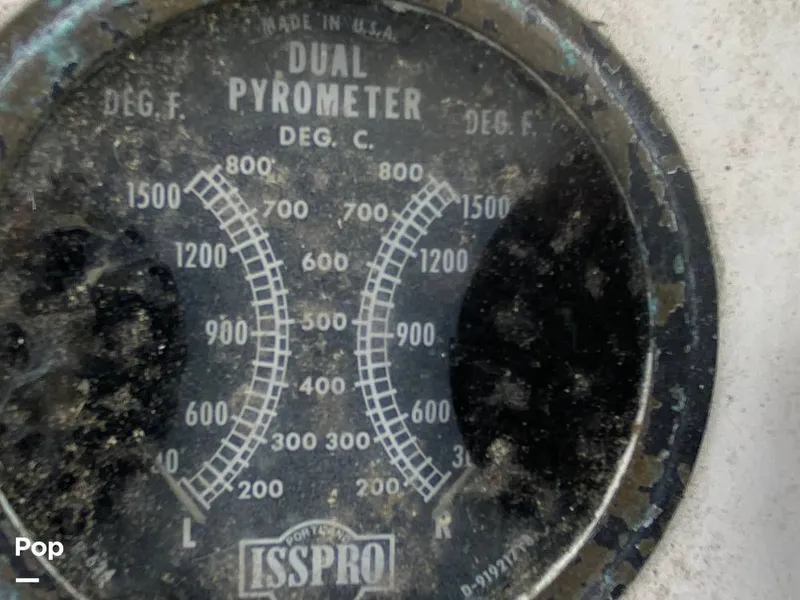 MADE IN U.S.A.
DUAL
PYROMETER
DEG. F. DEG. F.
DEG. C.
800 800
1500 700 700 1500
1200 600 1200
900 500 900
400
600 300 300 600
200 200
L R
PORTLAND
ISSPRO
Pop